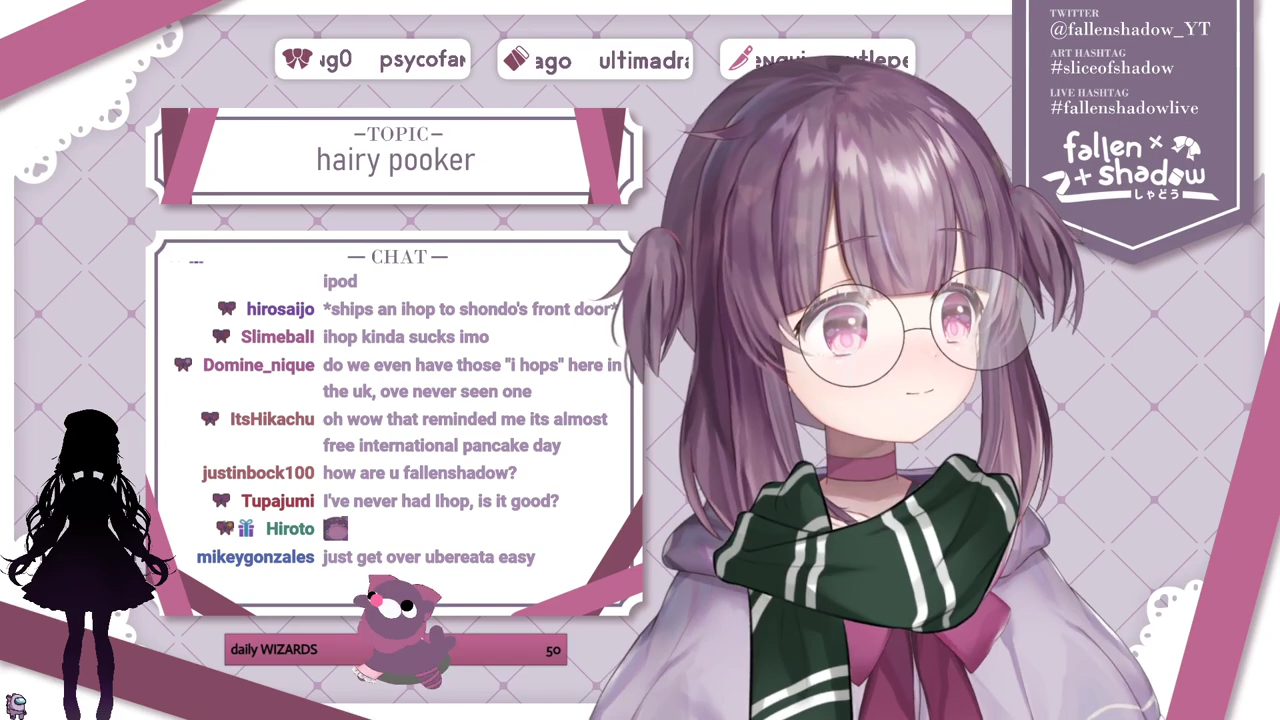 ug0 psycofar
ago ultimadra
TWITTER
@fallenshadow_YT
ART HASHTAG
#sliceofshadow
LIVE HASHTAG
#fallenshadowlive
fallen
shadow
しゃどう
—TOPIC—
hairy pooker
— CHAT —
ipod
hirosaijo *ships an ihop to shondo's front door*
Slimeball ihop kinda sucks imo
Domine_nique do we even have those "i hops" here in
the uk, ove never seen one
ItsHikachu oh wow that reminded me its almost
free international pancake day
justinbock100 how are u fallenshadow?
Tupajumi I've never had Ihop, is it good?
Hiroto
mikeygonzales just get over ubereata easy
daily WIZARDS 50